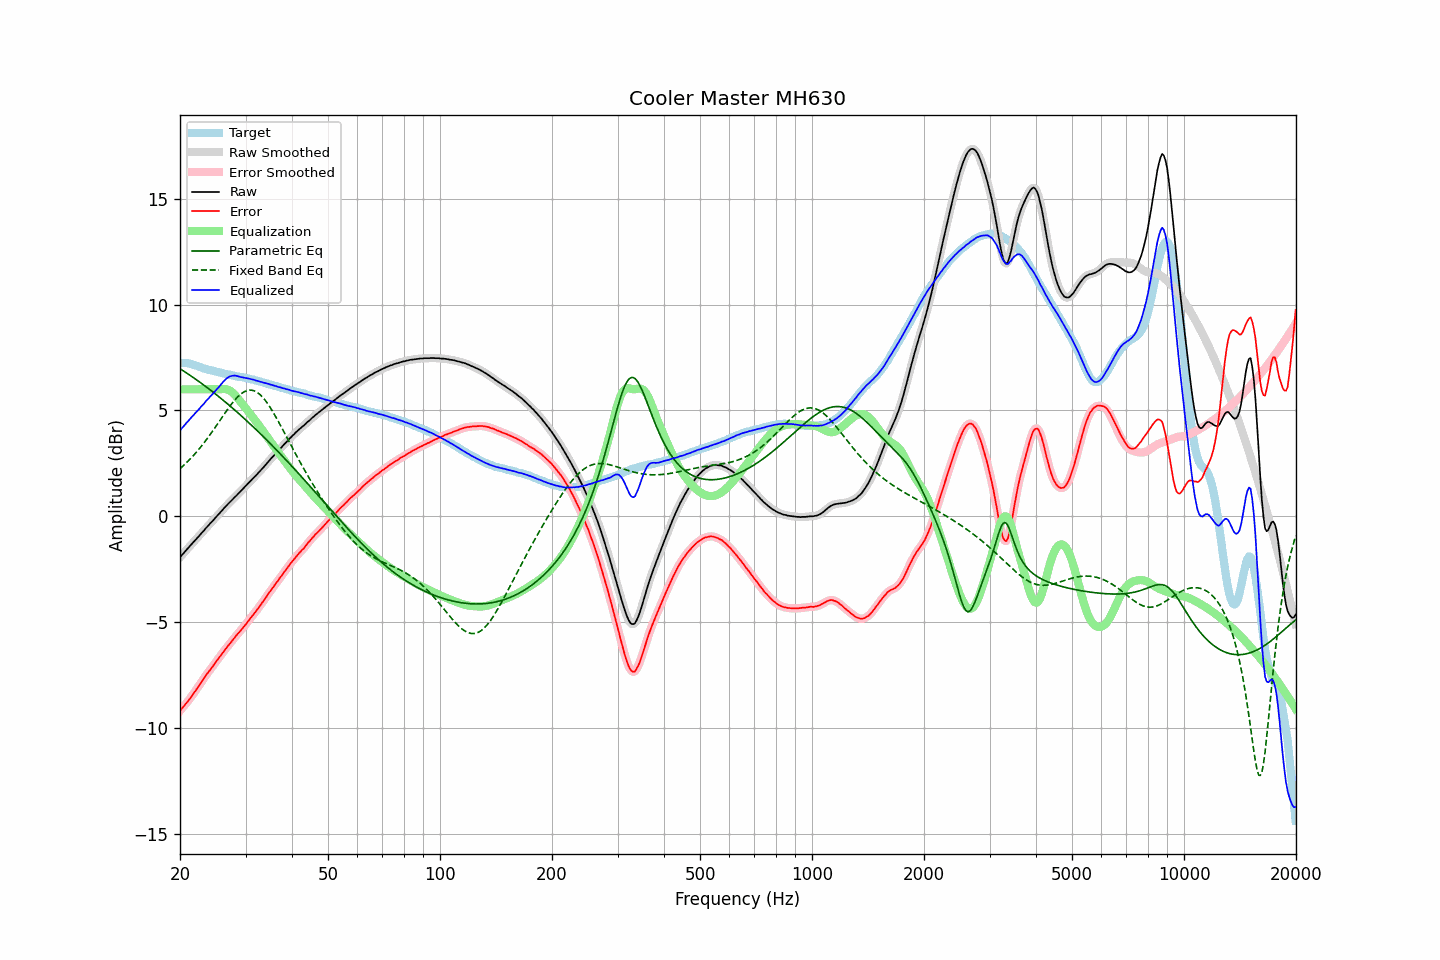 Cooler Master MH630
Target
Raw Smoothed
Error Smoothed
Raw
Error
Equalization
Parametric Eq
Fixed Band Eq
Equalized
Amplitude (dBr)
15
10
5
0
−5
−10
−15
20 50 100 200 500 1000 2000 5000 10000 20000
Frequency (Hz)